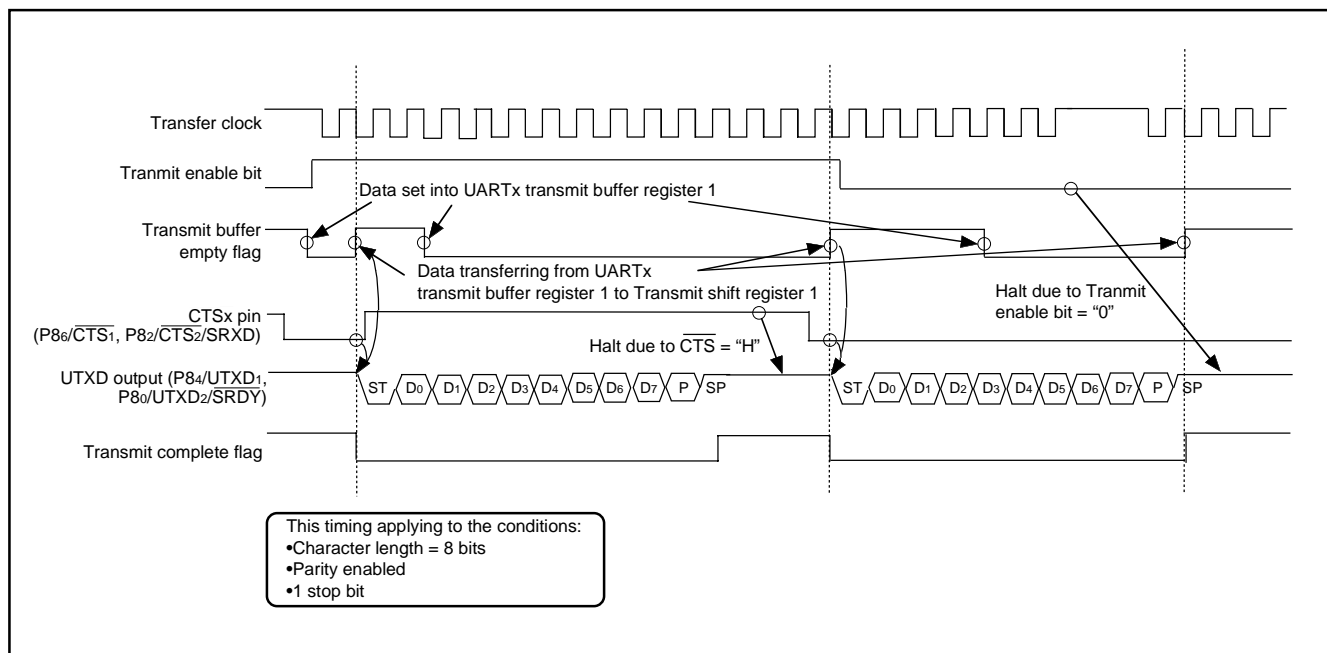 Transfer clock
Tranmit enable bit
Data set into UARTx transmit buffer register 1
Transmit buffer
empty flag
Data transferring from UARTx
transmit buffer register 1 to Transmit shift register 1
Halt due to Tranmit
enable bit = “0”
CTSx pin
(P86/CTS1, P82/CTS2/SRXD)
Halt due to CTS = “H”
UTXD output (P84/UTXD1,
P80/UTXD2/SRDY)
ST D0 D1 D2 D3 D4 D5 D6 D7 P SP
ST D0 D1 D2 D3 D4 D5 D6 D7 P SP
Transmit complete flag
This timing applying to the conditions:
•Character length = 8 bits
•Parity enabled
•1 stop bit